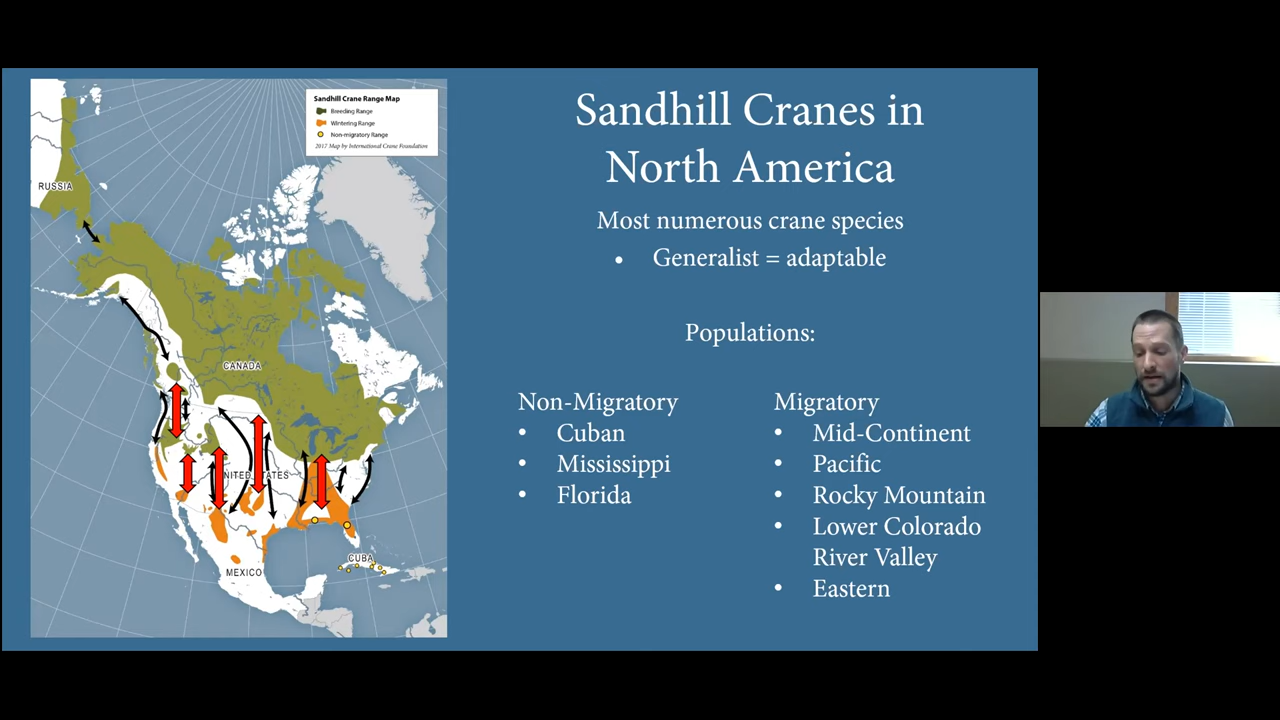 Sandhill Crane Range Map
Breeding Range
Wintering Range
Non-migratory Range
2017 Map by International Crane Foundation
RUSSIA
CANADA
UNITED STATES
MEXICO
CUBA
Sandhill Cranes in
North America
Most numerous crane species
• Generalist = adaptable
Populations:
Non-Migratory
• Cuban
• Mississippi
• Florida
Migratory
• Mid-Continent
• Pacific
• Rocky Mountain
• Lower Colorado
River Valley
• Eastern